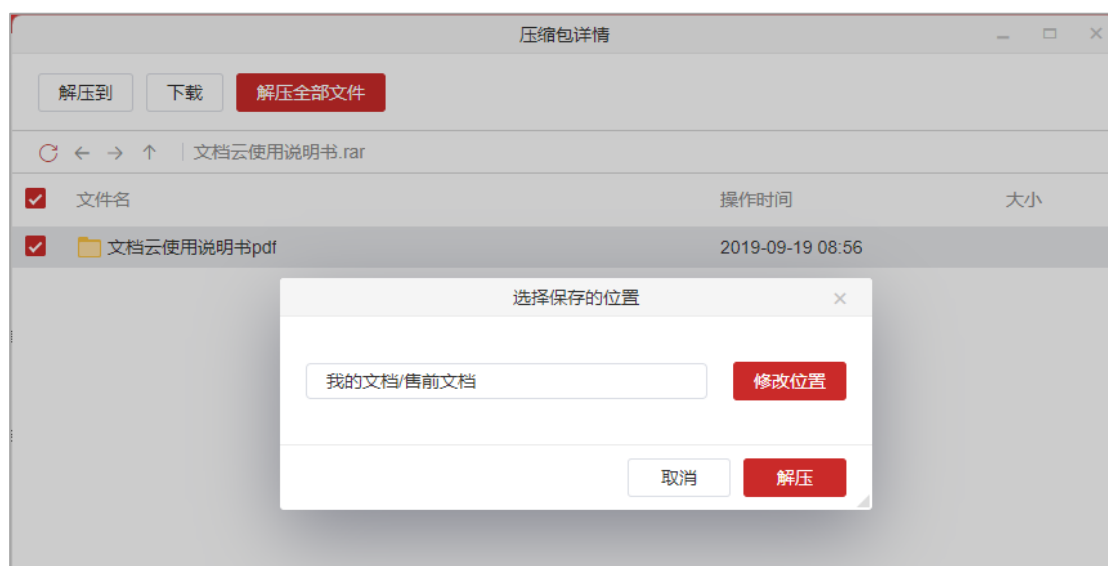 压缩包详情
解压到 下载 解压全部文件
文档云使用说明书.rar
文件名 操作时间 大小
文档云使用说明书pdf 2019-09-19 08:56
选择保存的位置
我的文档/售前文档 修改位置
取消 解压